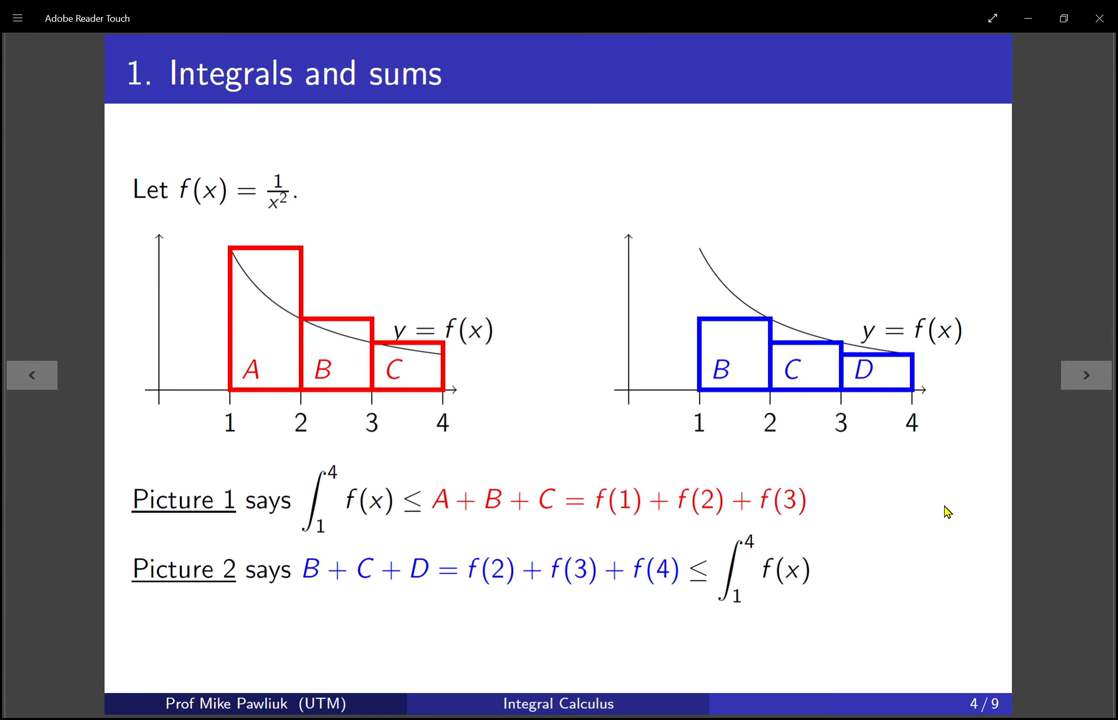 Adobe Reader Touch
1. Integrals and sums
Let f(x) = 1/x².
y = f(x)
A B C
1 2 3 4
y = f(x)
B C D
1 2 3 4
Picture 1 says ∫₁⁴ f(x) ≤ A + B + C = f(1) + f(2) + f(3)
Picture 2 says B + C + D = f(2) + f(3) + f(4) ≤ ∫₁⁴ f(x)
Prof Mike Pawliuk (UTM) Integral Calculus 4 / 9